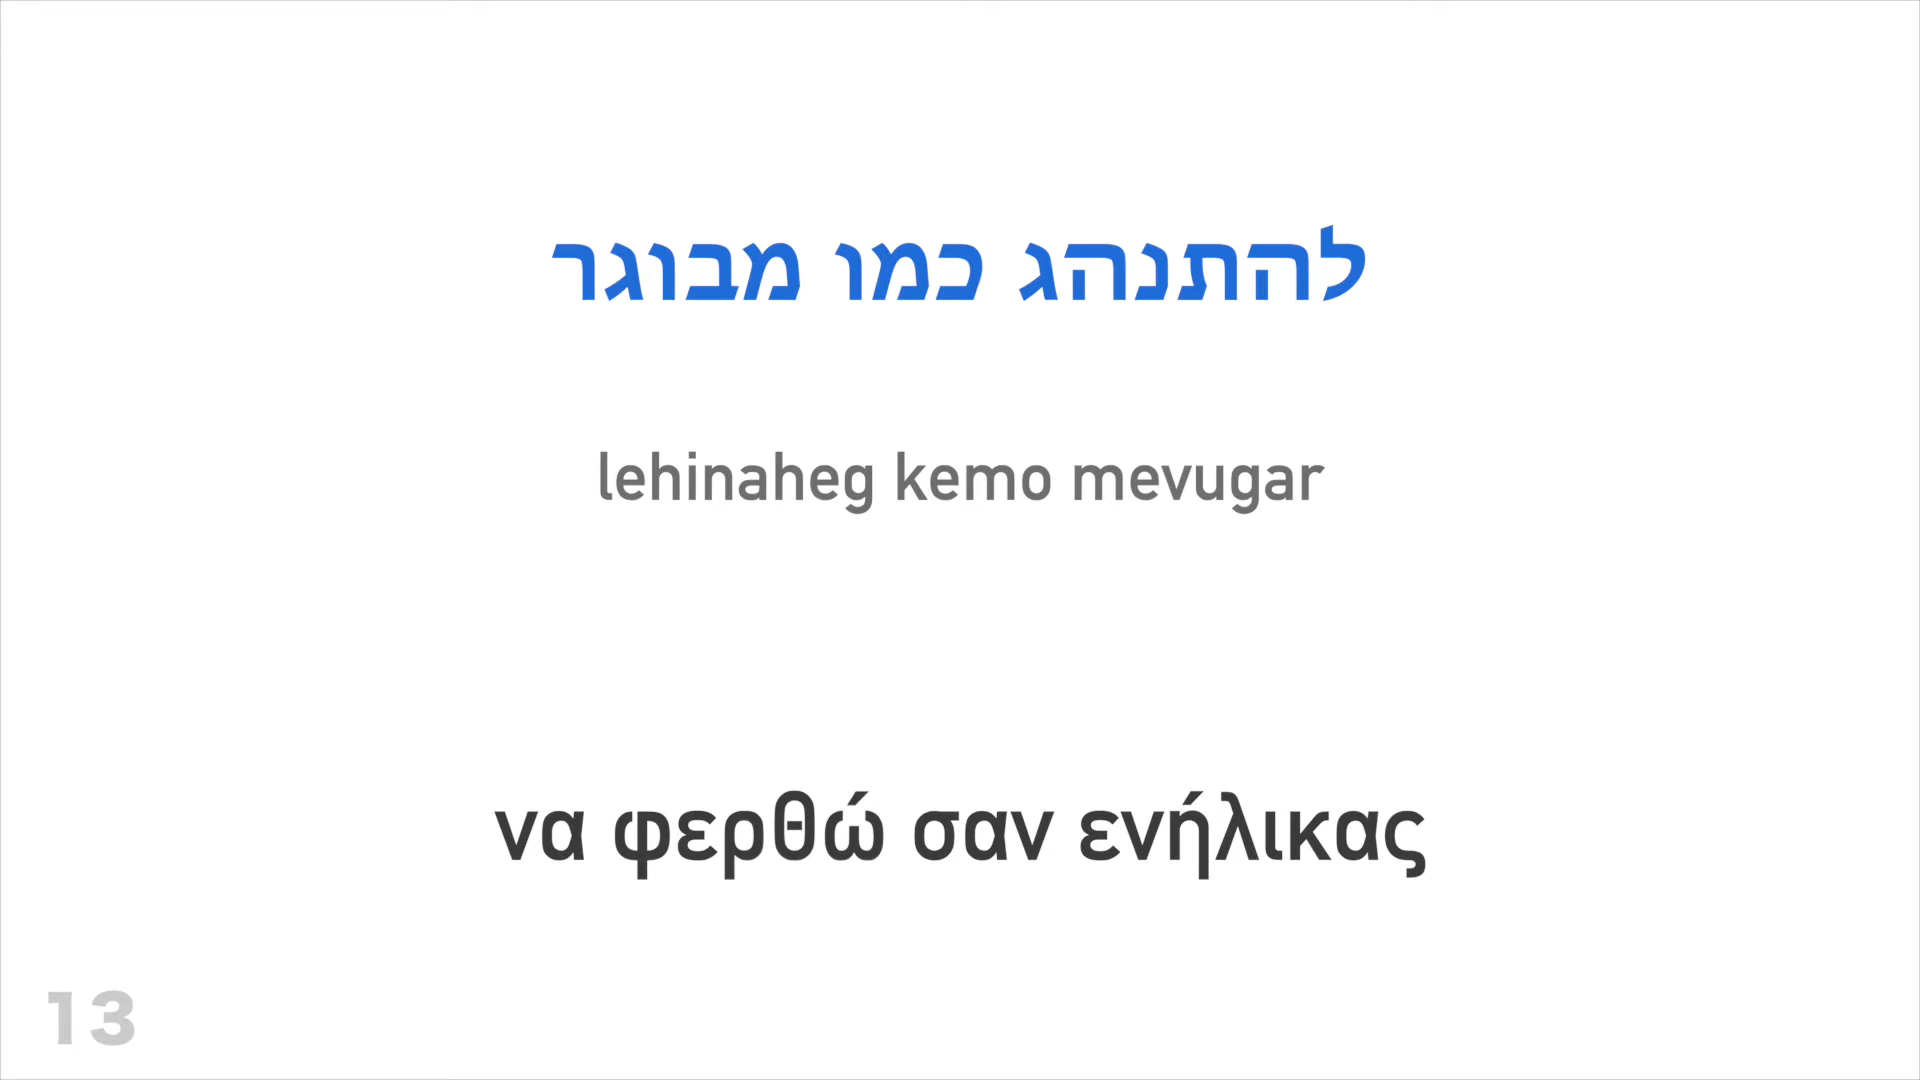 להתנהג כמו מבוגר
lehinaheg kemo mevugar
να φερθώ σαν ενήλικας
13